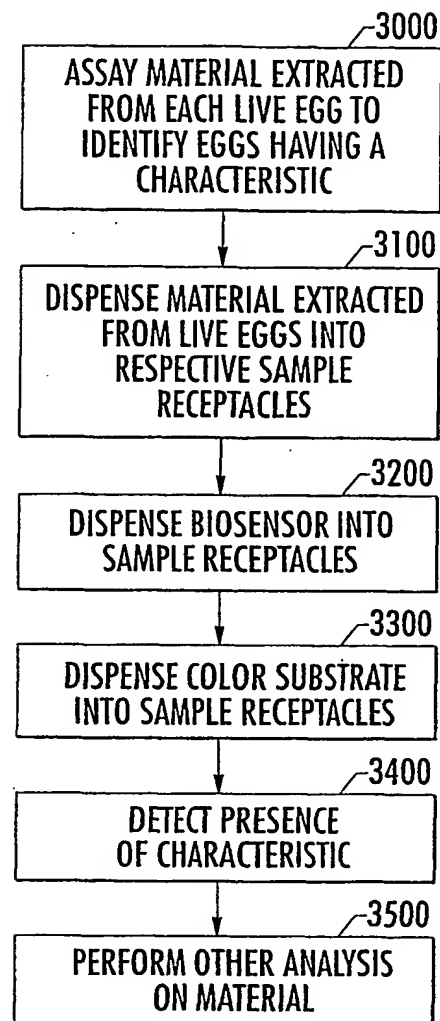 3000
ASSAY MATERIAL EXTRACTED
FROM EACH LIVE EGG TO
IDENTIFY EGGS HAVING A
CHARACTERISTIC
3100
DISPENSE MATERIAL EXTRACTED
FROM LIVE EGGS INTO
RESPECTIVE SAMPLE
RECEPTACLES
3200
DISPENSE BIOSENSOR INTO
SAMPLE RECEPTACLES
3300
DISPENSE COLOR SUBSTRATE
INTO SAMPLE RECEPTACLES
3400
DETECT PRESENCE
OF CHARACTERISTIC
3500
PERFORM OTHER ANALYSIS
ON MATERIAL